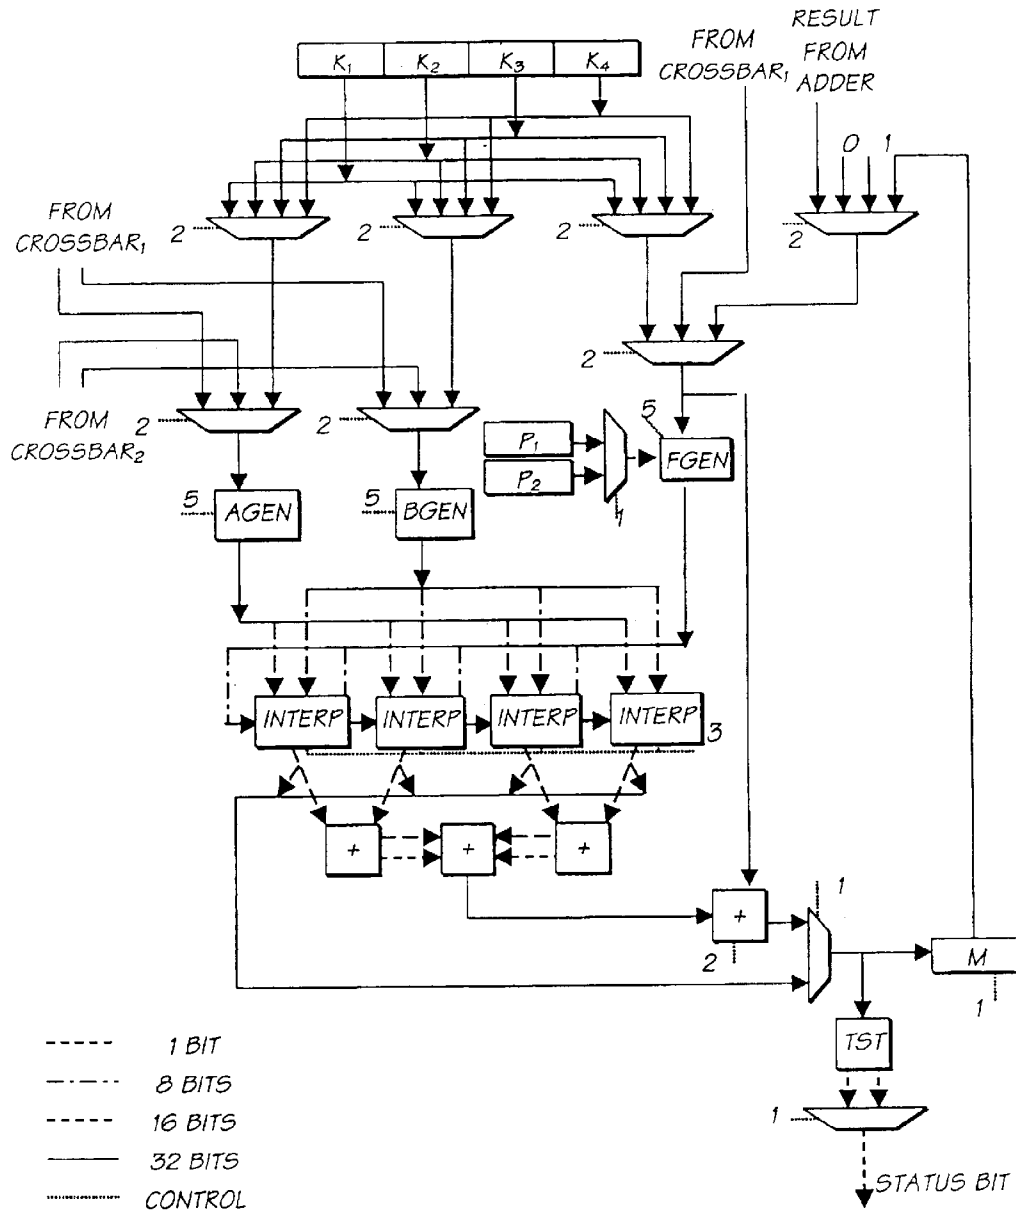 RESULT
FROM
ADDER
FROM
CROSSBAR1
K1 K2 K3 K4
0 1
FROM
CROSSBAR1
2 2 2 2
2
FROM
CROSSBAR2
2 2
5
P1
P2
FGEN
1
5 AGEN
5 BGEN
INTERP INTERP INTERP INTERP 3
+ + +
1
+
2
M
1
TST
1
STATUS BIT
1 BIT
8 BITS
16 BITS
32 BITS
CONTROL